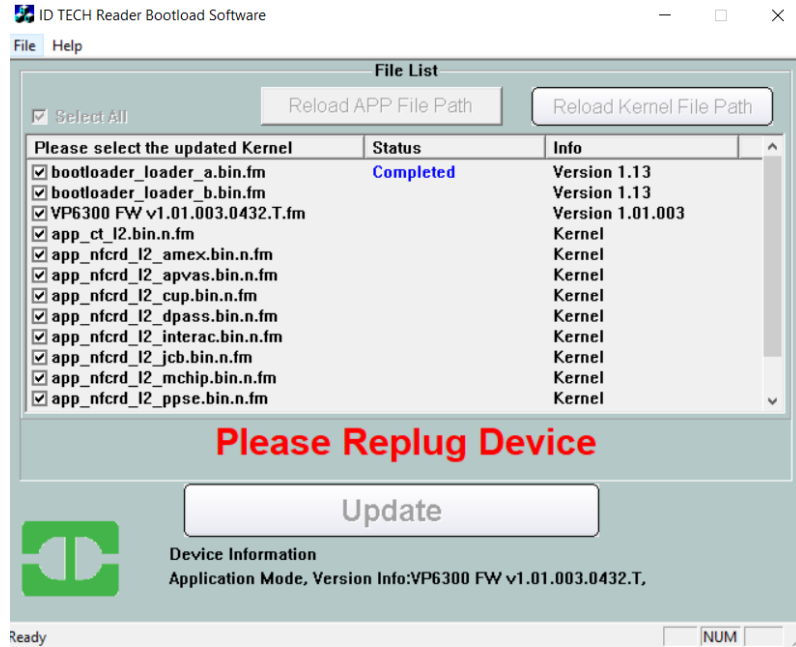 ID TECH Reader Bootload Software
File Help
File List
Select All Reload APP File Path Reload Kernel File Path
Please select the updated Kernel Status Info
bootloader_loader_a.bin.fm Completed Version 1.13
bootloader_loader_b.bin.fm Version 1.13
VP6300 FW v1.01.003.0432.T.fm Version 1.01.003
app_ct_l2.bin.n.fm Kernel
app_nfcrd_l2_amex.bin.n.fm Kernel
app_nfcrd_l2_apvas.bin.n.fm Kernel
app_nfcrd_l2_cup.bin.n.fm Kernel
app_nfcrd_l2_dpass.bin.n.fm Kernel
app_nfcrd_l2_interac.bin.n.fm Kernel
app_nfcrd_l2_jcb.bin.n.fm Kernel
app_nfcrd_l2_mchip.bin.n.fm Kernel
app_nfcrd_l2_ppse.bin.n.fm Kernel
Please Replug Device
Update
Device Information
Application Mode, Version Info:VP6300 FW v1.01.003.0432.T,
Ready NUM